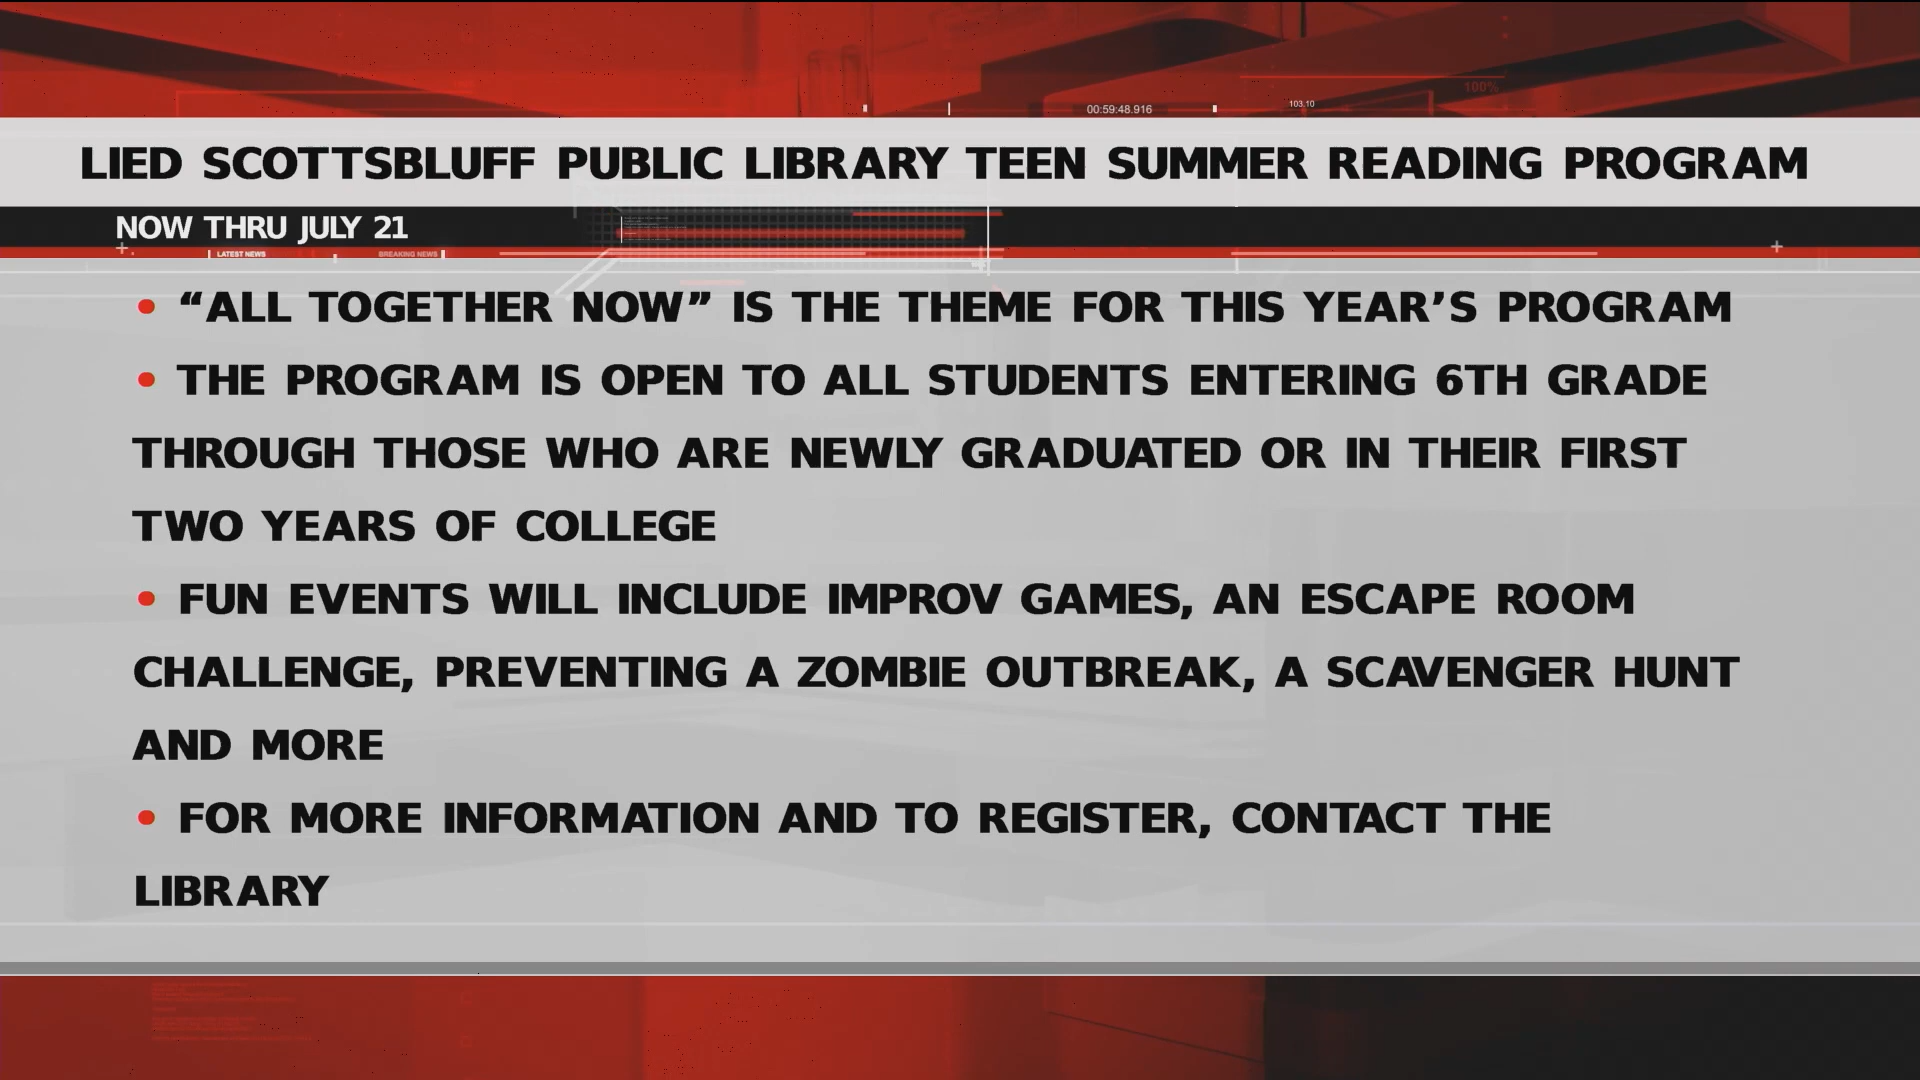 100%
00:59:48.916
103.10
LIED SCOTTSBLUFF PUBLIC LIBRARY TEEN SUMMER READING PROGRAM
NOW THRU JULY 21
LATEST NEWS
BREAKING NEWS
• “ALL TOGETHER NOW” IS THE THEME FOR THIS YEAR’S PROGRAM
• THE PROGRAM IS OPEN TO ALL STUDENTS ENTERING 6TH GRADE
THROUGH THOSE WHO ARE NEWLY GRADUATED OR IN THEIR FIRST
TWO YEARS OF COLLEGE
• FUN EVENTS WILL INCLUDE IMPROV GAMES, AN ESCAPE ROOM
CHALLENGE, PREVENTING A ZOMBIE OUTBREAK, A SCAVENGER HUNT
AND MORE
• FOR MORE INFORMATION AND TO REGISTER, CONTACT THE
LIBRARY